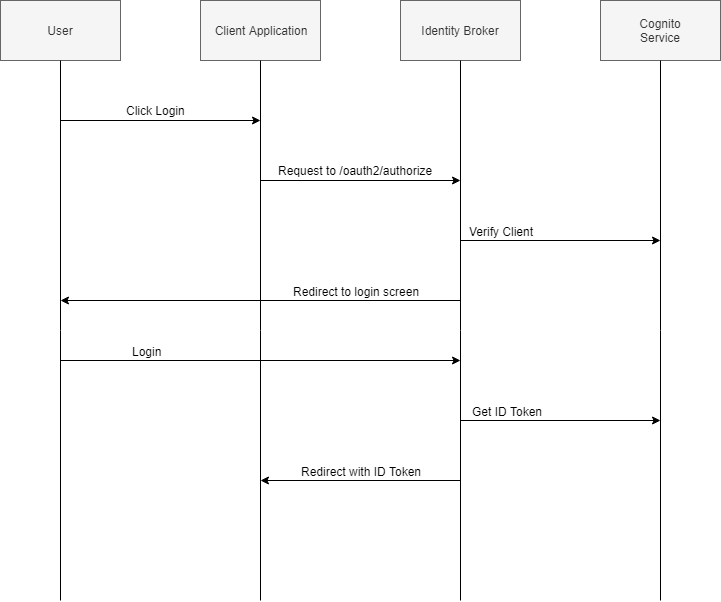 User
Client Application
Identity Broker
Cognito
Service
Click Login
Request to /oauth2/authorize
Verify Client
Redirect to login screen
Login
Get ID Token
Redirect with ID Token